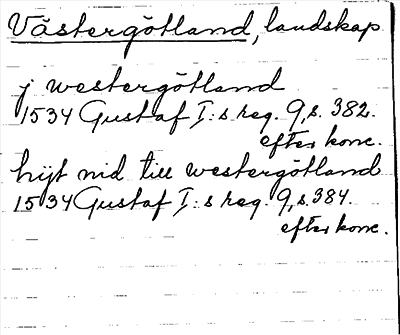 Västergötland, landskap
j westergötland
1534 Gustaf I:s reg. 9, s. 382.
efter konc.
hijt nid till westergötland
1534 Gustaf I:s reg. 9, s. 384.
efter konc.